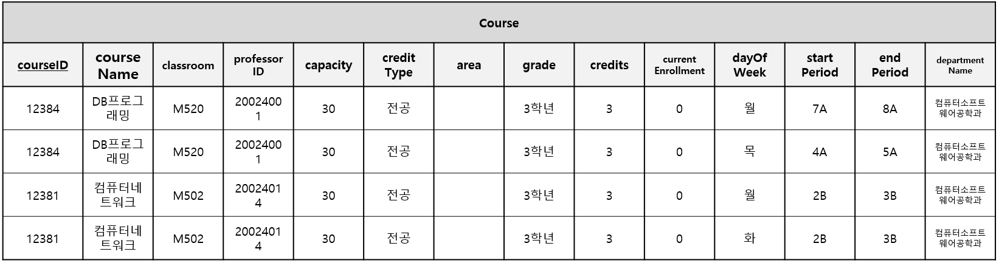 Course
courseID course Name classroom professor ID capacity credit Type area grade credits current Enrollment dayOf Week start Period end Period department Name
12384 DB프로그래밍 M520 20024001 30 전공 3학년 3 0 월 7A 8A 컴퓨터소프트웨어공학과
12384 DB프로그래밍 M520 20024001 30 전공 3학년 3 0 목 4A 5A 컴퓨터소프트웨어공학과
12381 컴퓨터네트워크 M502 20024014 30 전공 3학년 3 0 월 2B 3B 컴퓨터소프트웨어공학과
12381 컴퓨터네트워크 M502 20024014 30 전공 3학년 3 0 화 2B 3B 컴퓨터소프트웨어공학과